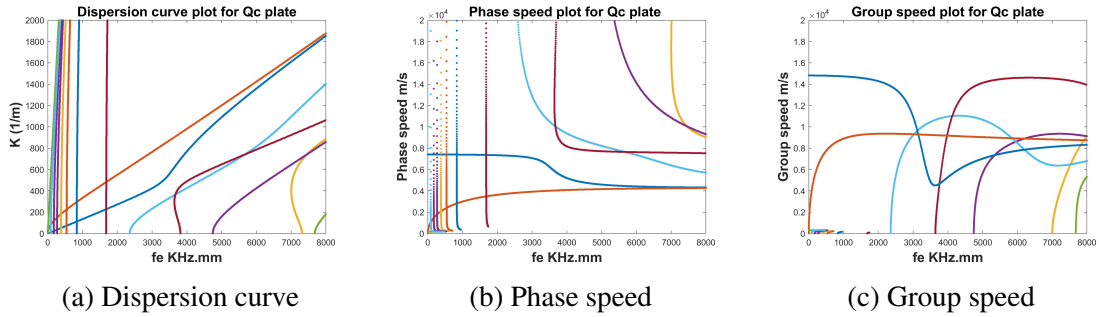 Dispersion curve plot for Qc plate
2000
1800
1600
1400
1200
1000
800
600
400
200
0
K (1/m)
0 1000 2000 3000 4000 5000 6000 7000 8000
fe KHz.mm
(a) Dispersion curve
Phase speed plot for Qc plate
×10⁴
2
1.8
1.6
1.4
1.2
1
0.8
0.6
0.4
0.2
0
Phase speed m/s
0 1000 2000 3000 4000 5000 6000 7000 8000
fe KHz.mm
(b) Phase speed
Group speed plot for Qc plate
×10⁴
2
1.8
1.6
1.4
1.2
1
0.8
0.6
0.4
0.2
0
Group speed m/s
0 1000 2000 3000 4000 5000 6000 7000 8000
fe KHz.mm
(c) Group speed